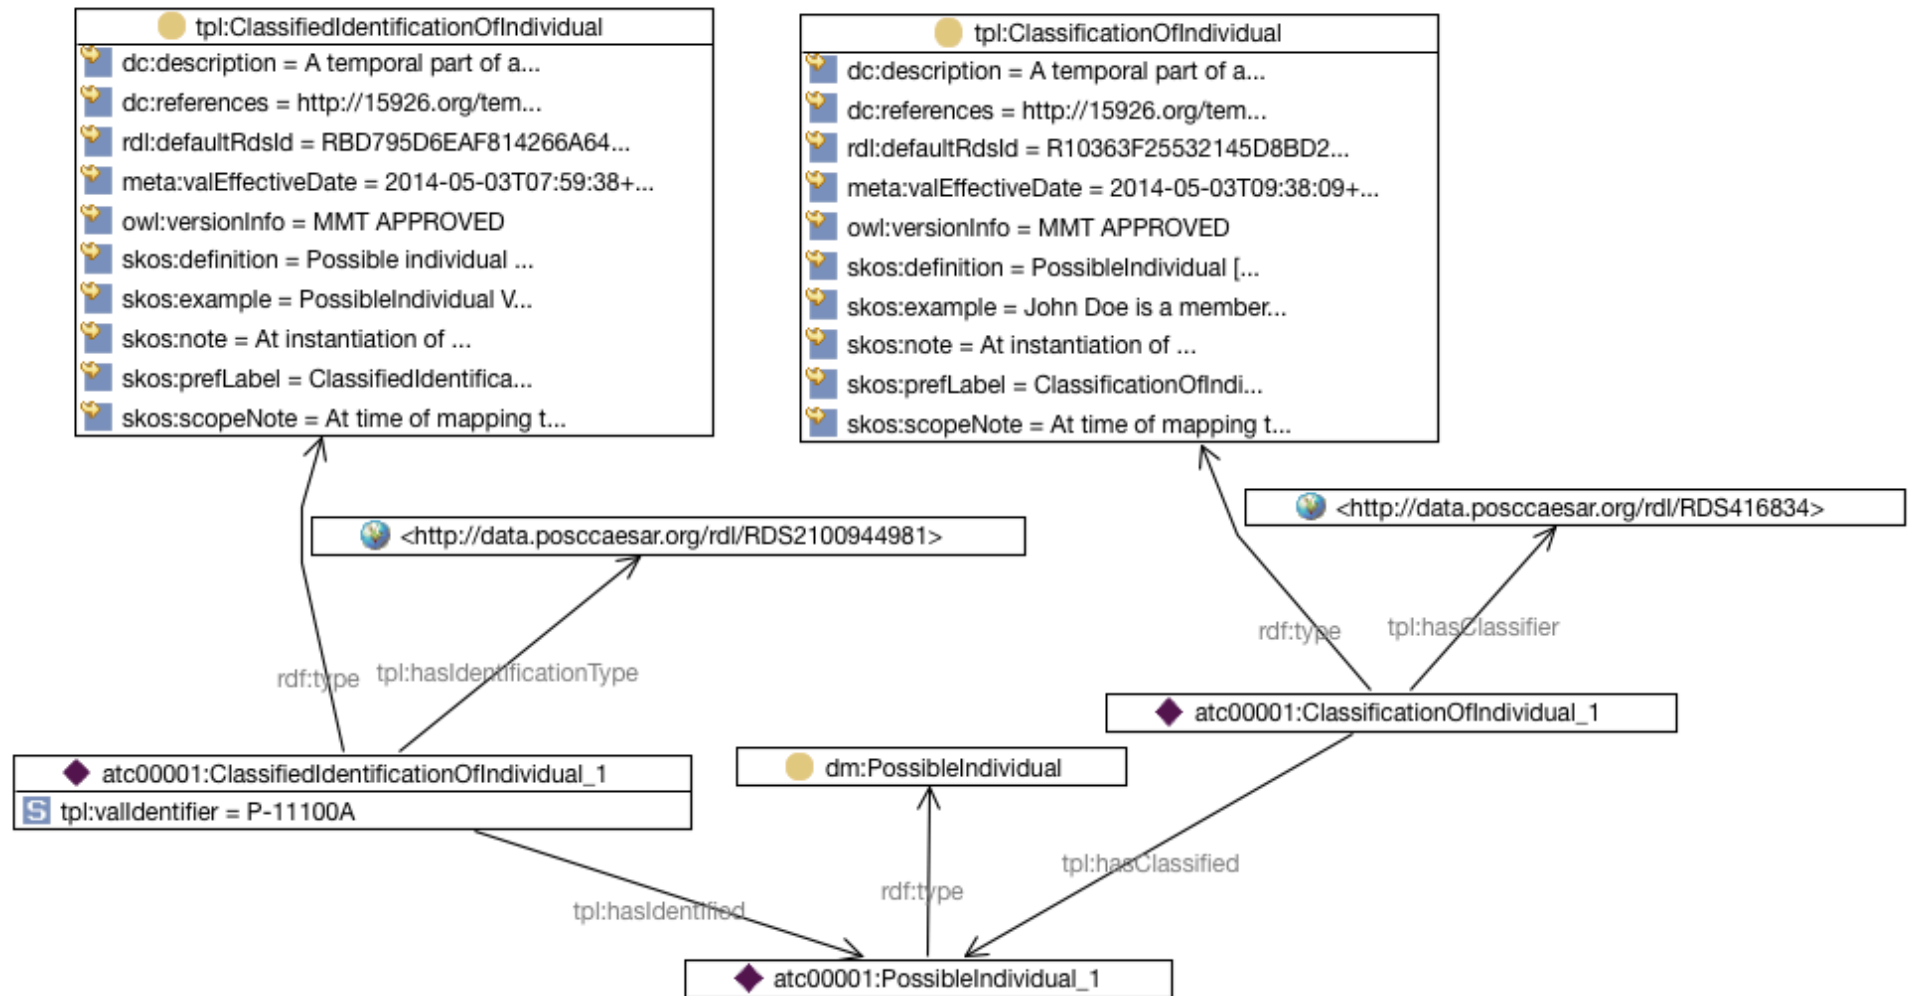 tpl:ClassifiedIdentificationOfIndividual
dc:description = A temporal part of a...
dc:references = http://15926.org/tem...
rdl:defaultRdsId = RBD795D6EAF814266A64...
meta:valEffectiveDate = 2014-05-03T07:59:38+...
owl:versionInfo = MMT APPROVED
skos:definition = Possible individual ...
skos:example = PossibleIndividual V...
skos:note = At instantiation of ...
skos:prefLabel = ClassifiedIdentifica...
skos:scopeNote = At time of mapping t...
tpl:ClassificationOfIndividual
dc:description = A temporal part of a...
dc:references = http://15926.org/tem...
rdl:defaultRdsId = R10363F25532145D8BD2...
meta:valEffectiveDate = 2014-05-03T09:38:09+...
owl:versionInfo = MMT APPROVED
skos:definition = PossibleIndividual [...
skos:example = John Doe is a member...
skos:note = At instantiation of ...
skos:prefLabel = ClassificationOfIndi...
skos:scopeNote = At time of mapping t...
<http://data.posccaesar.org/rdl/RDS2100944981>
<http://data.posccaesar.org/rdl/RDS416834>
rdf:type
tpl:hasIdentificationType
rdf:type
tpl:hasClassifier
atc00001:ClassifiedIdentificationOfIndividual_1
tpl:valIdentifier = P-11100A
dm:PossibleIndividual
atc00001:ClassificationOfIndividual_1
tpl:hasIdentified
rdf:type
tpl:hasClassified
atc00001:PossibleIndividual_1